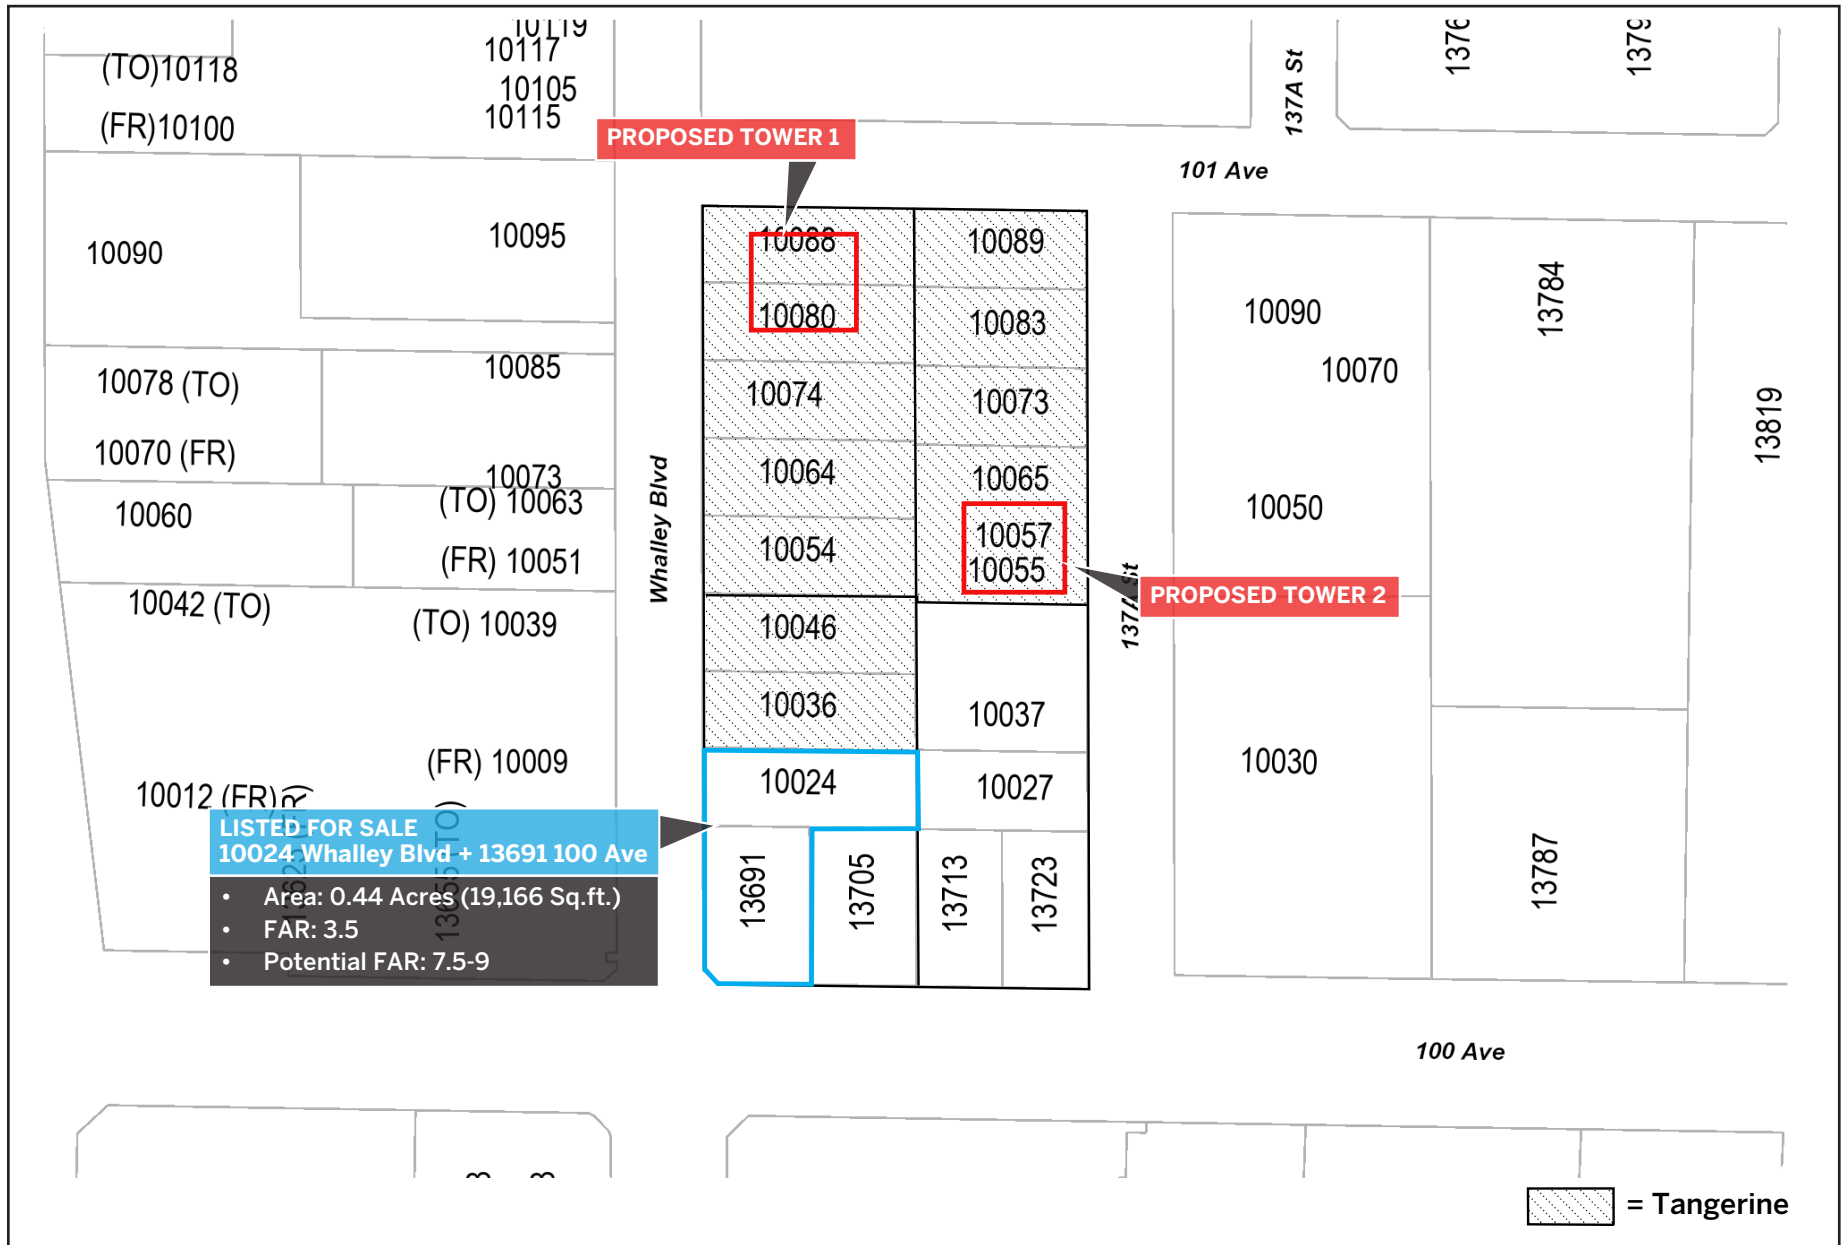 10119
10117
(TO)10118
10105
10115
(FR)10100
1376
1379
137A St
PROPOSED TOWER 1
101 Ave
10090
10095
10088
10089
10080
10083
10090
13784
10070
10078 (TO)
10085
10074
10073
13819
10070 (FR)
10073
10064
10065
10060
(TO) 10063
Whalley Blvd
10050
(FR) 10051
10054
10057
10055
137A St
PROPOSED TOWER 2
10042 (TO)
(TO) 10039
10046
10036
10037
(FR) 10009
10030
10012 (FR)
10024
10027
LISTED FOR SALE
10024 Whalley Blvd + 13691 100 Ave
• Area: 0.44 Acres (19,166 Sq.ft.)
• FAR: 3.5
• Potential FAR: 7.5-9
13691
13705
13713
13723
13787
100 Ave
= Tangerine